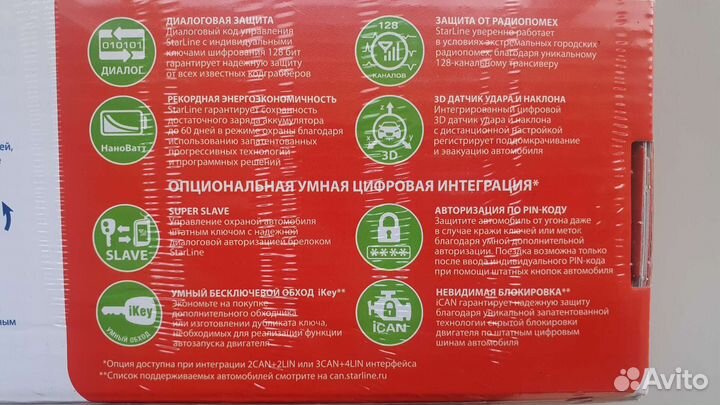 ДИАЛОГОВАЯ ЗАЩИТА
Диалоговый код управления
StarLine с индивидуальными
ключами шифрования 128 бит
гарантирует надежную защиту
от всех известных кодграбберов
010101
ДИАЛОГ
ЗАЩИТА ОТ РАДИОПОМЕХ
StarLine уверенно работает
в условиях экстремальных городских
радиопомех, благодаря уникальному
128-канальному трансиверу
128
КАНАЛОВ
РЕКОРДНАЯ ЭНЕРГОЭКОНОМИЧНОСТЬ
StarLine гарантирует сохранность
достаточного заряда аккумулятора
до 60 дней в режиме охраны благодаря
использованию запатентованных
прогрессивных технологий
и программных решений
НаноВатт
3D ДАТЧИК УДАРА И НАКЛОНА
Интегрированный цифровой
3D датчик удара и наклона
с дистанционной настройкой
регистрирует поддомкрачивание
и эвакуацию автомобиля
3D
ОПЦИОНАЛЬНАЯ УМНАЯ ЦИФРОВАЯ ИНТЕГРАЦИЯ*
SUPER SLAVE
Управление охраной автомобиля
штатным ключом с надежной
диалоговой авторизацией брелоком
StarLine
SLAVE
АВТОРИЗАЦИЯ ПО PIN-КОДУ
Защитите автомобиль от угона даже
в случае кражи ключей или меток
благодаря умной дополнительной
авторизации. Поездка возможна только
после ввода индивидуального PIN-кода
при помощи штатных кнопок автомобиля
****
УМНЫЙ БЕСКЛЮЧЕВОЙ ОБХОД iKey**
Экономьте на покупке
дополнительного обходчика
или изготовлении дубликата ключа,
необходимых для реализации функции
автозапуска двигателя
iKey
УМНЫЙ ОБХОД
НЕВИДИМАЯ БЛОКИРОВКА**
iCAN гарантирует надежную защиту
благодаря уникальной запатентованной
технологии скрытой блокировки
двигателя по штатным цифровым
шинам автомобиля
iCAN
*Опция доступна при интеграции 2CAN+2LIN или 3CAN+4LIN интерфейса
**Список поддерживаемых автомобилей смотрите на can.starline.ru
Avito